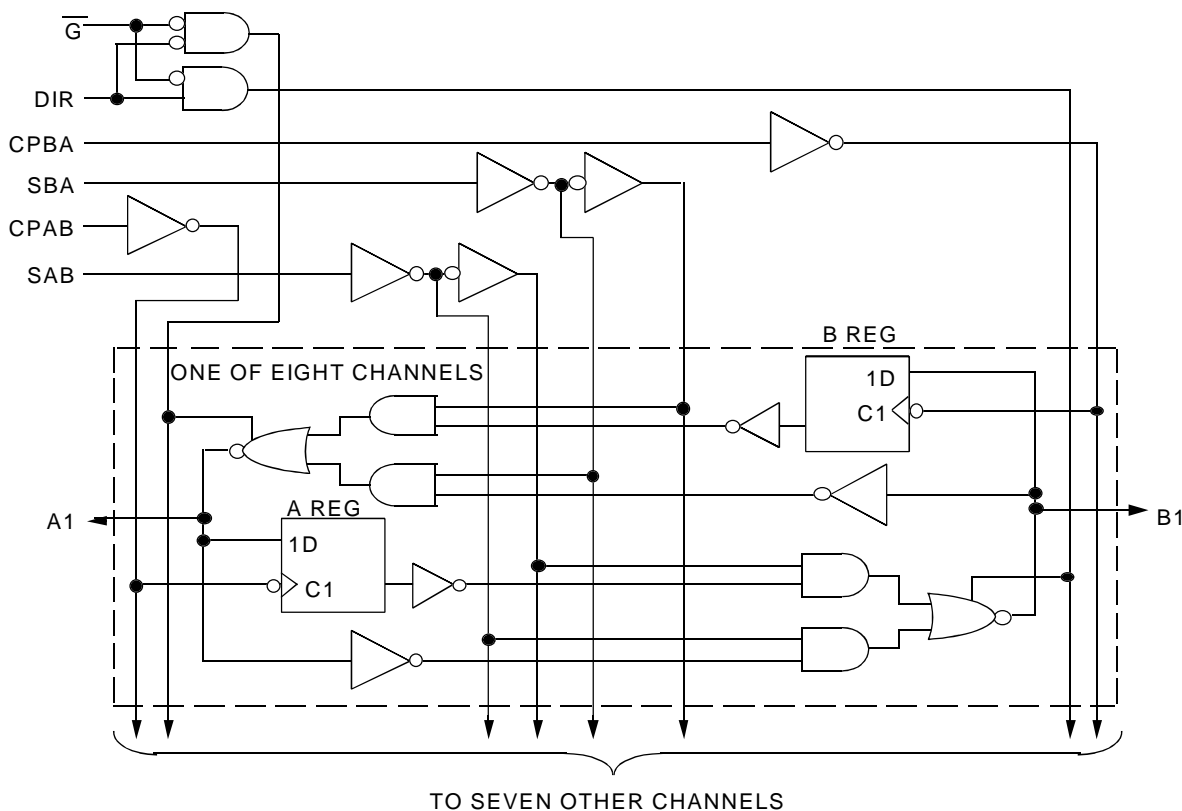 G
DIR
CPBA
SBA
CPAB
SAB
B REG
ONE OF EIGHT CHANNELS
1D
C1
A REG
A1
B1
1D
C1
TO SEVEN OTHER CHANNELS